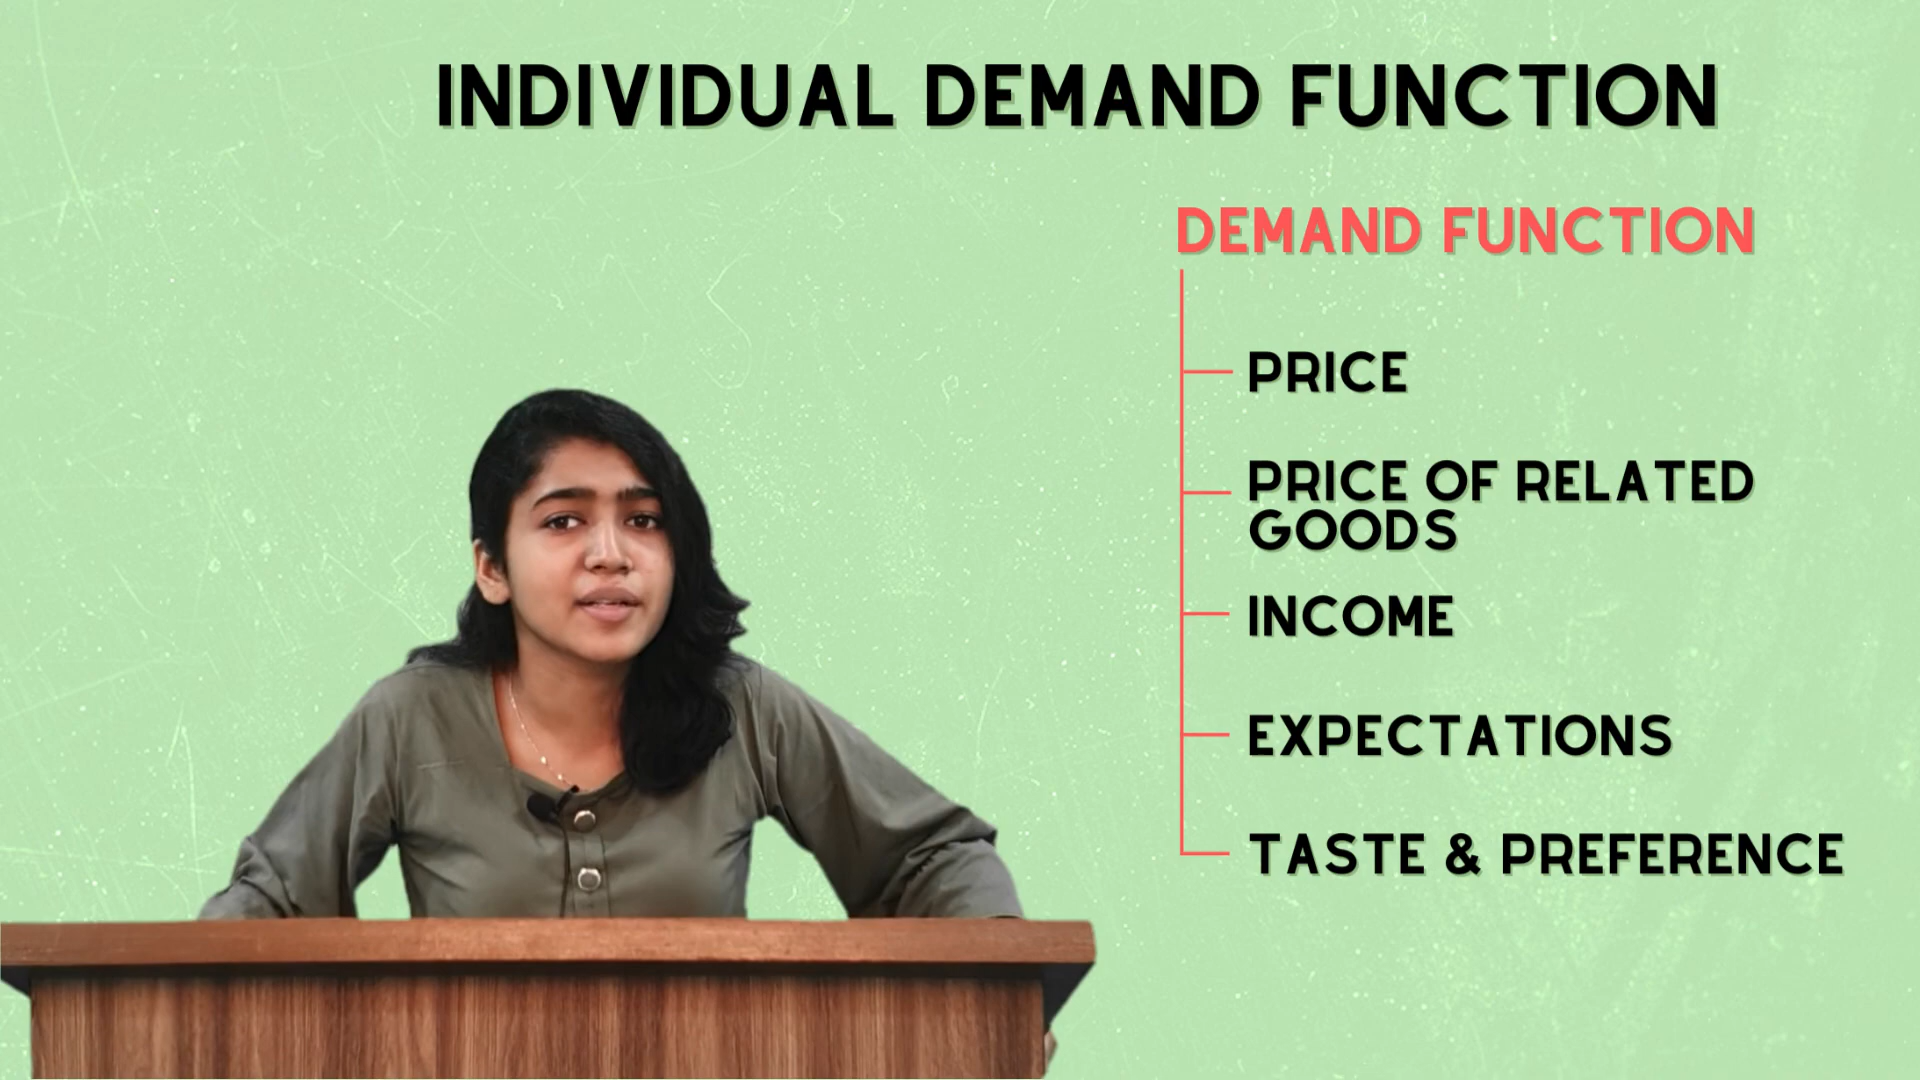 INDIVIDUAL DEMAND FUNCTION
DEMAND FUNCTION
PRICE
PRICE OF RELATED
GOODS
INCOME
EXPECTATIONS
TASTE & PREFERENCE